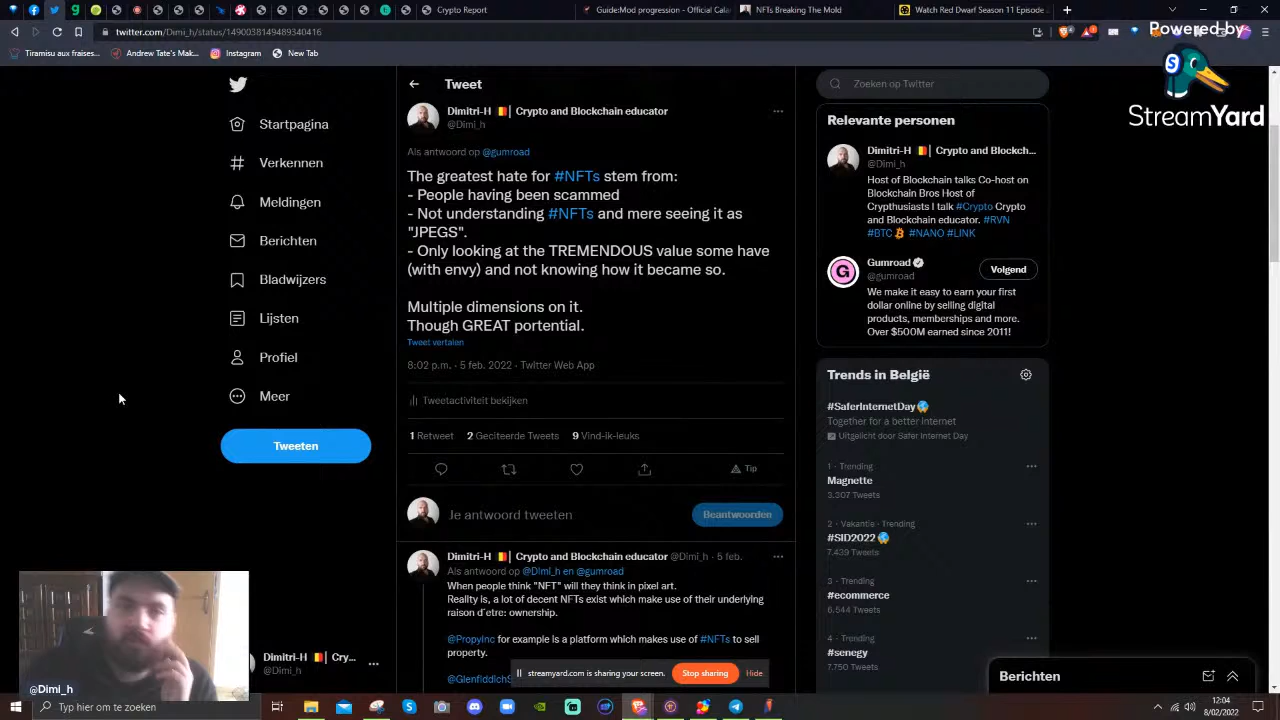 Crypto Report
Guide:Mod progression - Official Cala
NFTs Breaking The Mold
Watch Red Dwarf Season 11 Episode
twitter.com/Dimi_h/status/1490038149489340416
Tiramisu aux fraises...
Andrew Tate's Mak...
Instagram
New Tab
Powered by
StreamYard
Startpagina
Verkennen
Meldingen
Berichten
Bladwijzers
Lijsten
Profiel
Meer
Tweeten
Dimitri-H | Cry...
@Dimi_h
@Dimi_h
Tweet
Dimitri-H | Crypto and Blockchain educator
@Dimi_h
Als antwoord op @gumroad
The greatest hate for #NFTs stem from:
- People having been scammed
- Not understanding #NFTs and mere seeing it as
"JPEGS".
- Only looking at the TREMENDOUS value some have
(with envy) and not knowing how it became so.
Multiple dimensions on it.
Though GREAT portential.
Tweet vertalen
8:02 p.m. · 5 feb. 2022 · Twitter Web App
Tweetactiviteit bekijken
1 Retweet 2 Geciteerde Tweets 9 Vind-ik-leuks
Tip
Je antwoord tweeten
Beantwoorden
Dimitri-H | Crypto and Blockchain educator @Dimi_h · 5 feb.
Als antwoord op @Dimi_h en @gumroad
When people think "NFT" will they think in pixel art.
Reality is, a lot of decent NFTs exist which make use of their underlying
raison d'etre: ownership.
@Propyinc for example is a platform which makes use of #NFTs to sell
property.
streamyard.com is sharing your screen.
Stop sharing
Hide
Zoeken op Twitter
Relevante personen
Dimitri-H | Crypto and Blockch...
@Dimi_h
Host of Blockchain talks Co-host on
Blockchain Bros Host of
Crypthusiasts I talk #Crypto Crypto
and Blockchain educator. #RVN
#BTC #NANO #LINK
Gumroad
@gumroad
Volgend
We make it easy to earn your first
dollar online by selling digital
products, memberships and more.
Over $500M earned since 2011!
Trends in België
#SaferInternetDay
Together for a better internet
Uitgelicht door Safer Internet Day
1 · Trending
Magnette
3.307 Tweets
2 · Vakantie · Trending
#SID2022
7.439 Tweets
3 · Trending
#ecommerce
6.544 Tweets
4 · Trending
#senegy
7.750 Tweets
Berichten
Typ hier om te zoeken
12:04
8/02/2022